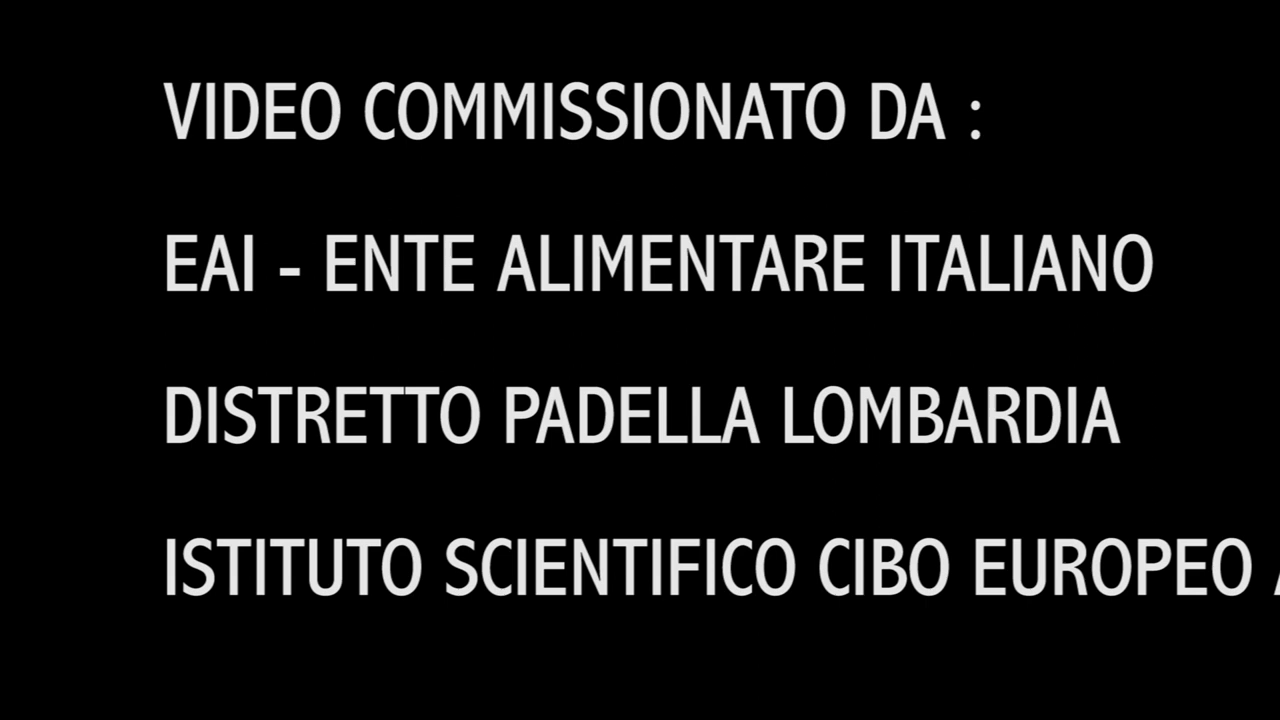 VIDEO COMMISSIONATO DA :
EAI - ENTE ALIMENTARE ITALIANO
DISTRETTO PADELLA LOMBARDIA
ISTITUTO SCIENTIFICO CIBO EUROPEO